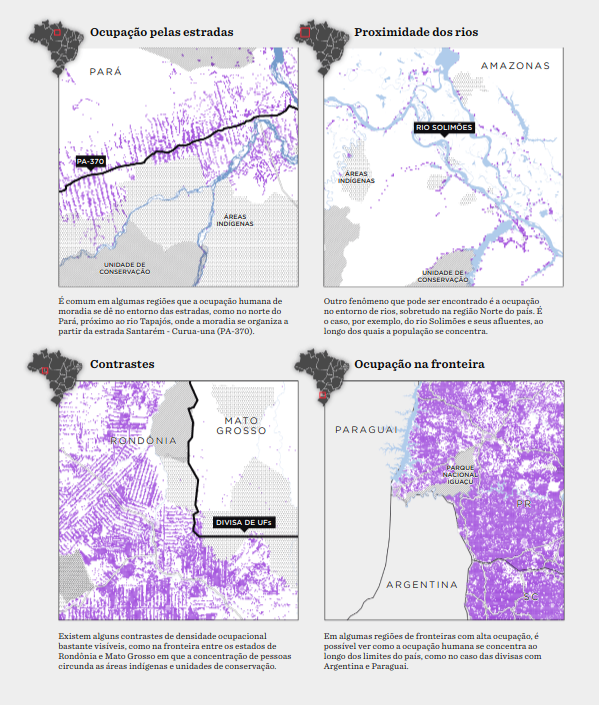 Ocupação pelas estradas
PARÁ
PA-370
ÁREAS
INDÍGENAS
UNIDADE DE
CONSERVAÇÃO
É comum em algumas regiões que a ocupação humana de
moradia se dê no entorno das estradas, como no norte do
Pará, próximo ao rio Tapajós, onde a moradia se organiza a
partir da estrada Santarém - Curua-una (PA-370).
Proximidade dos rios
AMAZONAS
RIO SOLIMÕES
ÁREAS
INDÍGENAS
UNIDADE DE
CONSERVAÇÃO
Outro fenômeno que pode ser encontrado é a ocupação
no entorno de rios, sobretudo na região Norte do país. É
o caso, por exemplo, do rio Solimões e seus afluentes, ao
longo dos quais a população se concentra.
Contrastes
RONDÔNIA
MATO
GROSSO
DIVISA DE UFs
Existem alguns contrastes de densidade ocupacional
bastante visíveis, como na fronteira entre os estados de
Rondônia e Mato Grosso em que a concentração de pessoas
circunda as áreas indígenas e unidades de conservação.
Ocupação na fronteira
PARAGUAI
PARQUE
NACIONAL
IGUAÇU
PR
ARGENTINA
SC
Em algumas regiões de fronteiras com alta ocupação, é
possível ver como a ocupação humana se concentra ao
longo dos limites do país, como no caso das divisas com
Argentina e Paraguai.